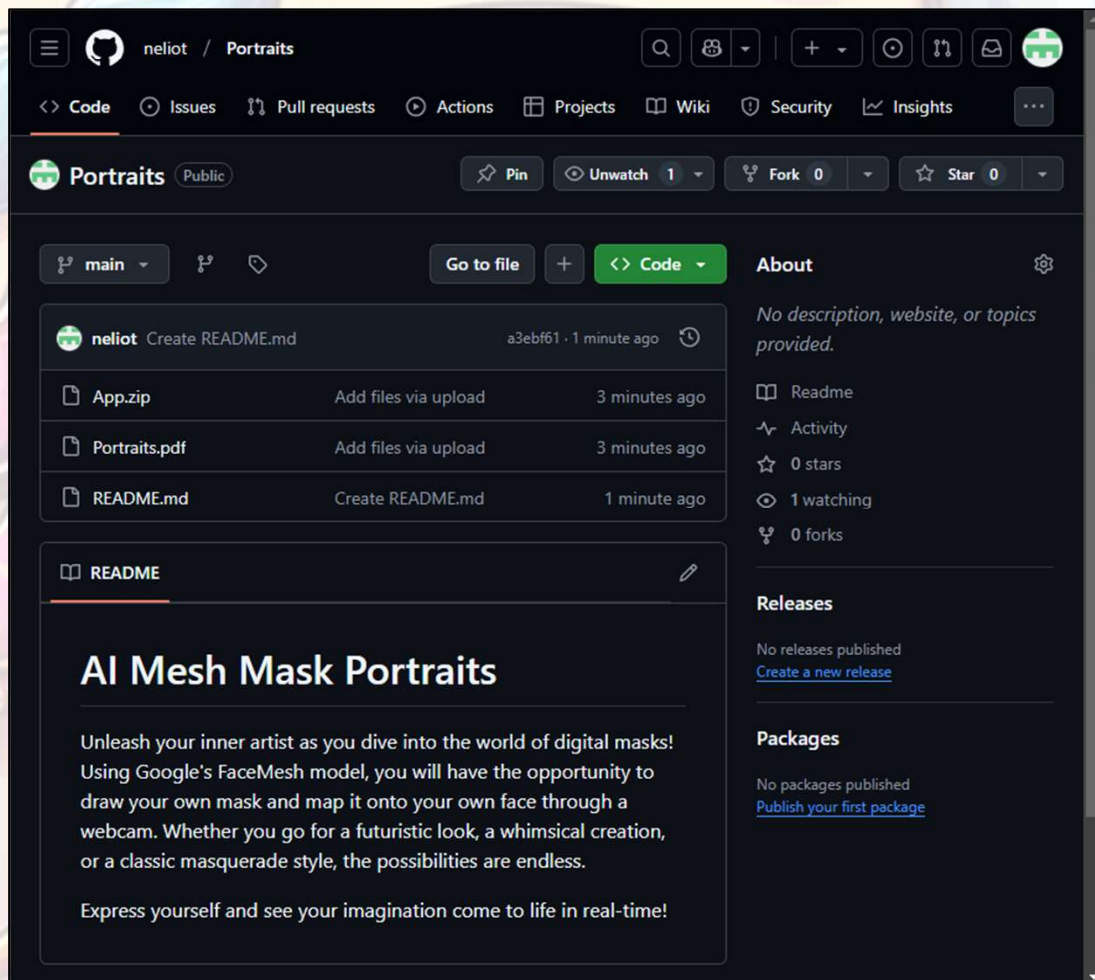 neliot / Portraits
Code Issues Pull requests Actions Projects Wiki Security Insights
Portraits Public Pin Unwatch 1 Fork 0 Star 0
main Go to file Code
neliot Create README.md a3ebf61 · 1 minute ago
App.zip Add files via upload 3 minutes ago
Portraits.pdf Add files via upload 3 minutes ago
README.md Create README.md 1 minute ago
README
AI Mesh Mask Portraits
Unleash your inner artist as you dive into the world of digital masks!
Using Google's FaceMesh model, you will have the opportunity to
draw your own mask and map it onto your own face through a
webcam. Whether you go for a futuristic look, a whimsical creation,
or a classic masquerade style, the possibilities are endless.
Express yourself and see your imagination come to life in real-time!
About
No description, website, or topics
provided.
Readme
Activity
0 stars
1 watching
0 forks
Releases
No releases published
Create a new release
Packages
No packages published
Publish your first package